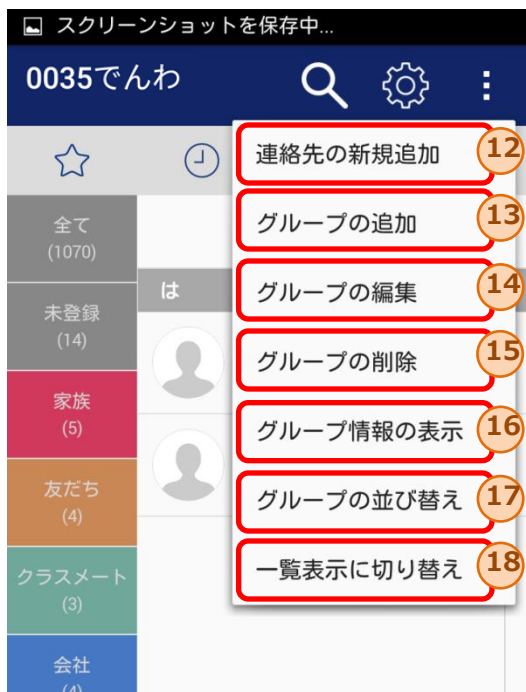 スクリーンショットを保存中...
0035でんわ
連絡先の新規追加 12
グループの追加 13
グループの編集 14
グループの削除 15
グループ情報の表示 16
グループの並び替え 17
一覧表示に切り替え 18
全て
(1070)
未登録
(14)
家族
(5)
友だち
(4)
クラスメート
(3)
会社
(4)
は